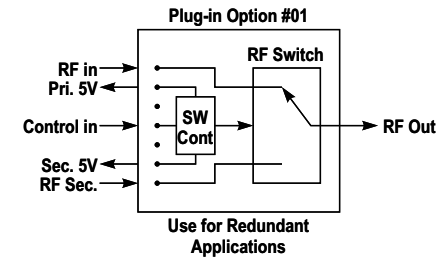 Plug-in Option #01
RF Switch
RF in
Pri. 5V
Control in
SW
Cont
RF Out
Sec. 5V
RF Sec.
Use for Redundant
Applications